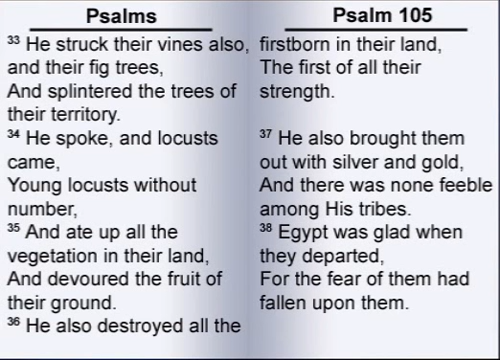 Psalms
³³ He struck their vines also,
and their fig trees,
And splintered the trees of
their territory.
³⁴ He spoke, and locusts
came,
Young locusts without
number,
³⁵ And ate up all the
vegetation in their land,
And devoured the fruit of
their ground.
³⁶ He also destroyed all the
Psalm 105
firstborn in their land,
The first of all their
strength.
³⁷ He also brought them
out with silver and gold,
And there was none feeble
among His tribes.
³⁸ Egypt was glad when
they departed,
For the fear of them had
fallen upon them.